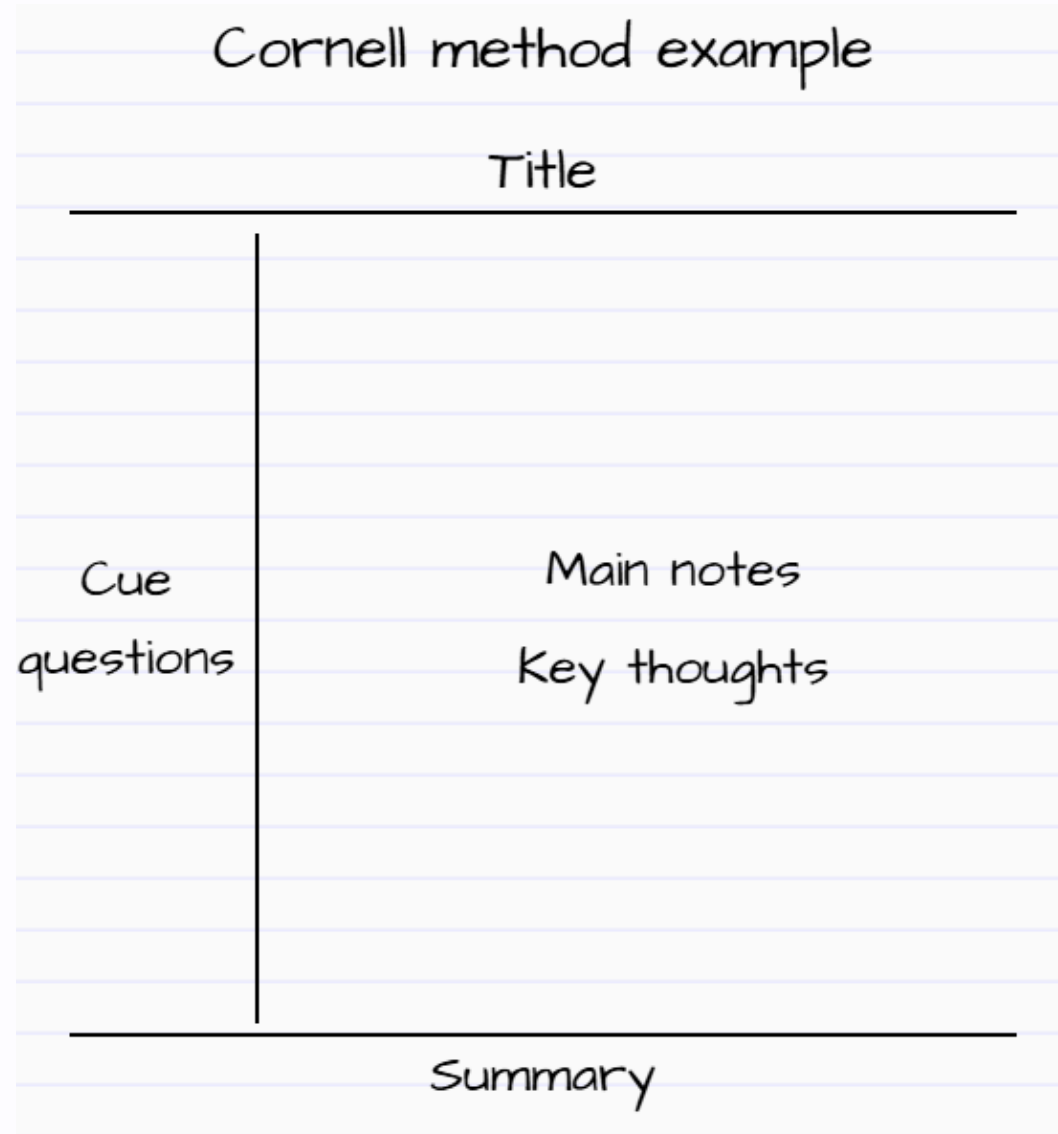 Cornell method example
Title
Cue
questions
Main notes
Key thoughts
Summary